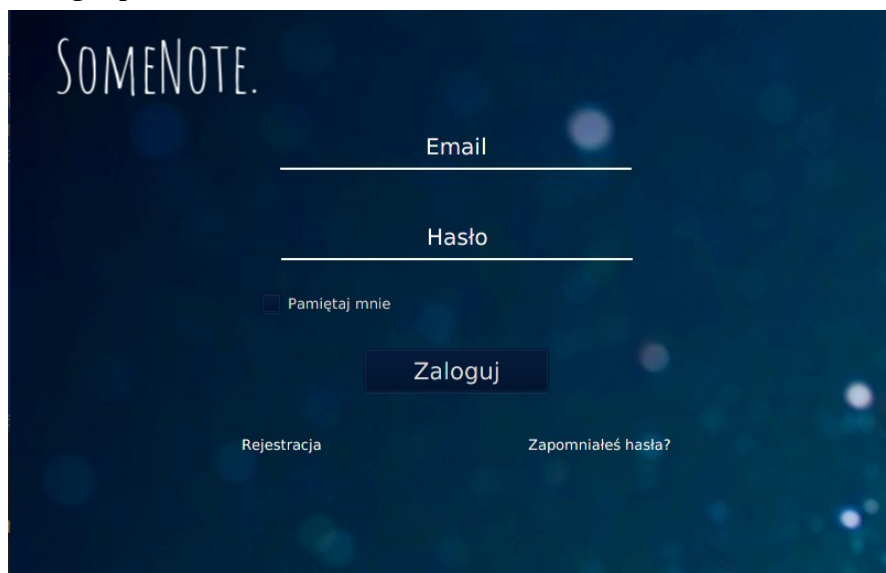 SOMENOTE.
Email
Hasło
Pamiętaj mnie
Zaloguj
Rejestracja
Zapomniałeś hasła?